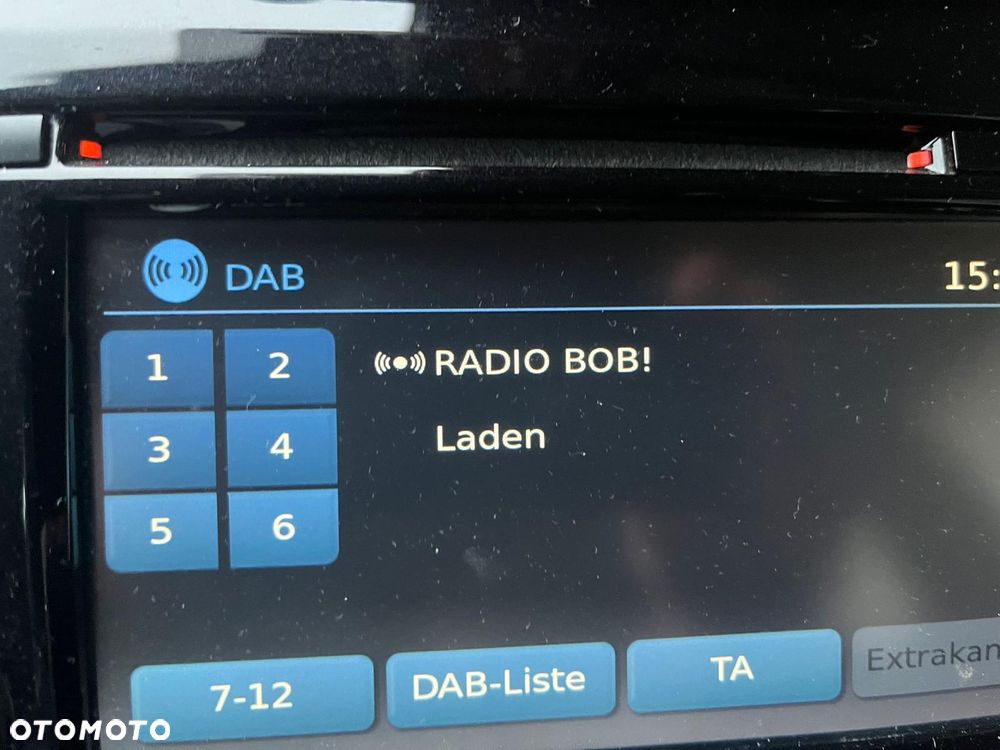 DAB
15:
1 2
RADIO BOB!
3 4
Laden
5 6
7-12
DAB-Liste
TA
Extrakan
OTOMOTO